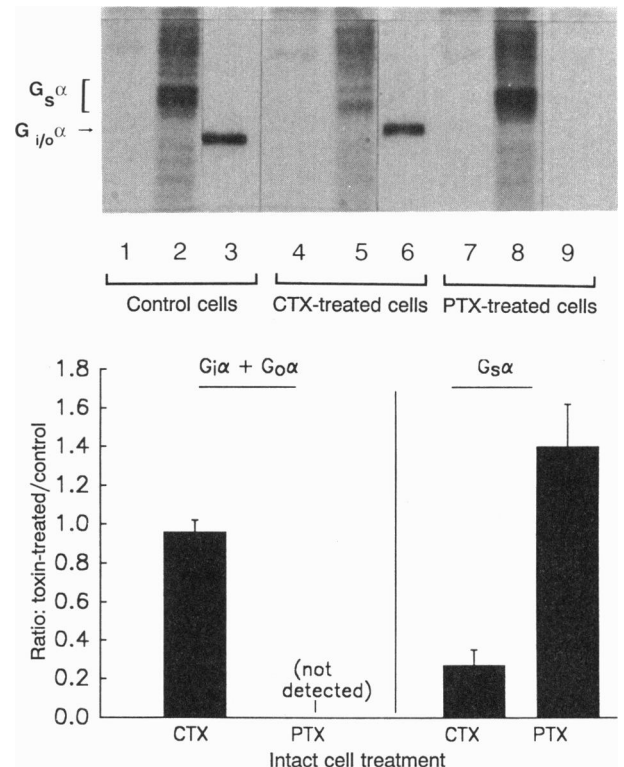 Gsα [
G i/oα →
1 2 3 4 5 6 7 8 9
Control cells CTX-treated cells PTX-treated cells
Giα + Goα Gsα
Ratio: toxin-treated/control
1.8
1.6
1.4
1.2
1.0
0.8
0.6
0.4
0.2
0.0
(not
detected)
CTX PTX CTX PTX
Intact cell treatment